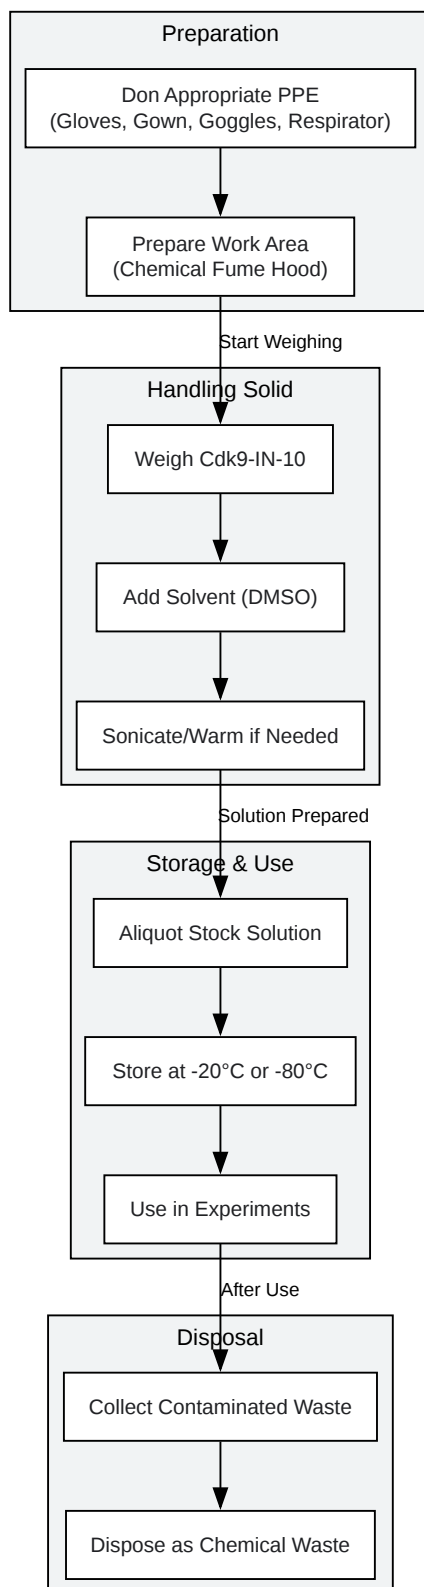 Preparation
Don Appropriate PPE
(Gloves, Gown, Goggles, Respirator)
Prepare Work Area
(Chemical Fume Hood)
Start Weighing
Handling Solid
Weigh Cdk9-IN-10
Add Solvent (DMSO)
Sonicate/Warm if Needed
Solution Prepared
Storage & Use
Aliquot Stock Solution
Store at -20°C or -80°C
Use in Experiments
After Use
Disposal
Collect Contaminated Waste
Dispose as Chemical Waste